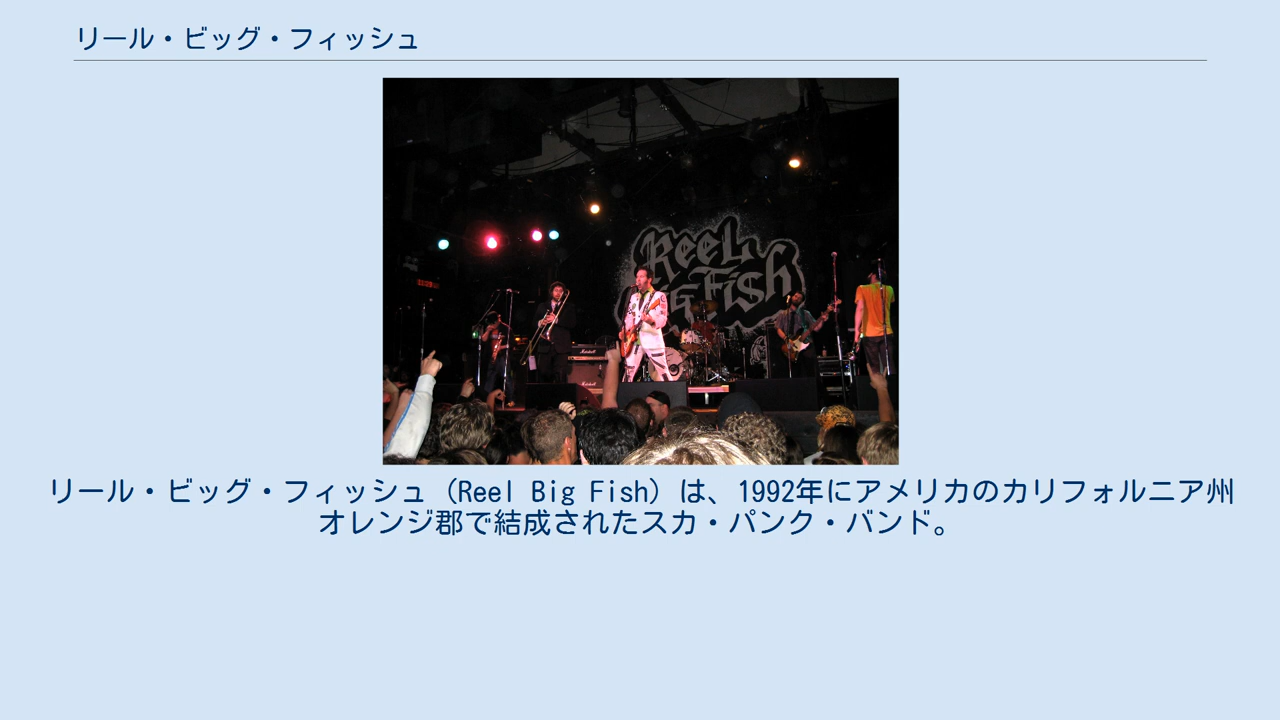 リール・ビッグ・フィッシュ
Reel
Big Fish
Marshall
Marshall
リール・ビッグ・フィッシュ (Reel Big Fish) は、1992年にアメリカのカリフォルニア州
オレンジ郡で結成されたスカ・パンク・バンド。